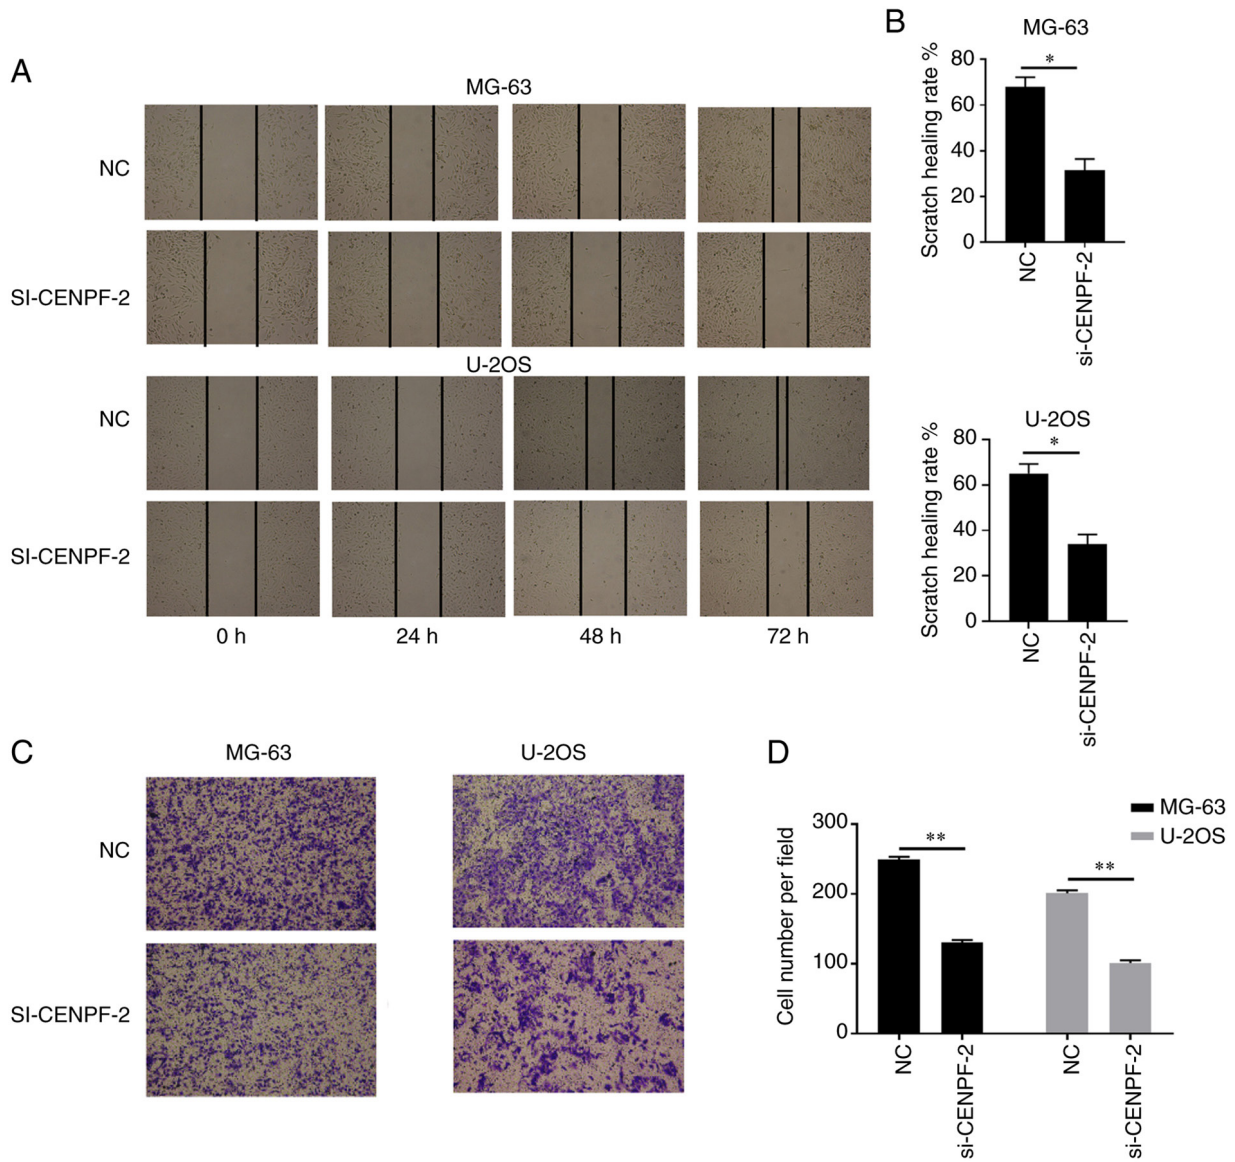 A
MG-63
NC
SI-CENPF-2
U-2OS
NC
SI-CENPF-2
0 h
24 h
48 h
72 h
B
MG-63
Scratch healing rate %
80
60
40
20
0
*
NC
si-CENPF-2
U-2OS
Scratch healing rate %
80
60
40
20
0
*
NC
si-CENPF-2
C
MG-63
U-2OS
NC
SI-CENPF-2
D
MG-63
U-2OS
Cell number per field
300
200
100
0
**
**
NC
si-CENPF-2
NC
si-CENPF-2